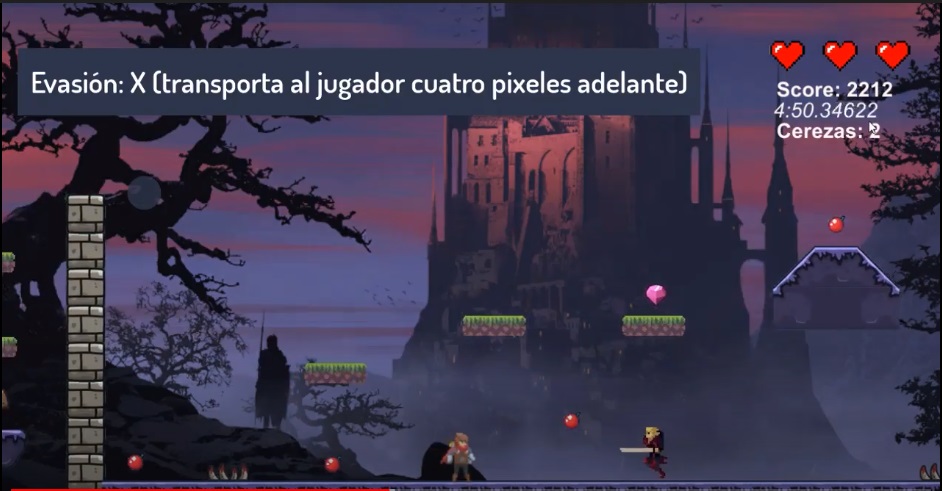 Evasión: X (transporta al jugador cuatro pixeles adelante)
Score: 2212
4:50.34622
Cerezas: 2